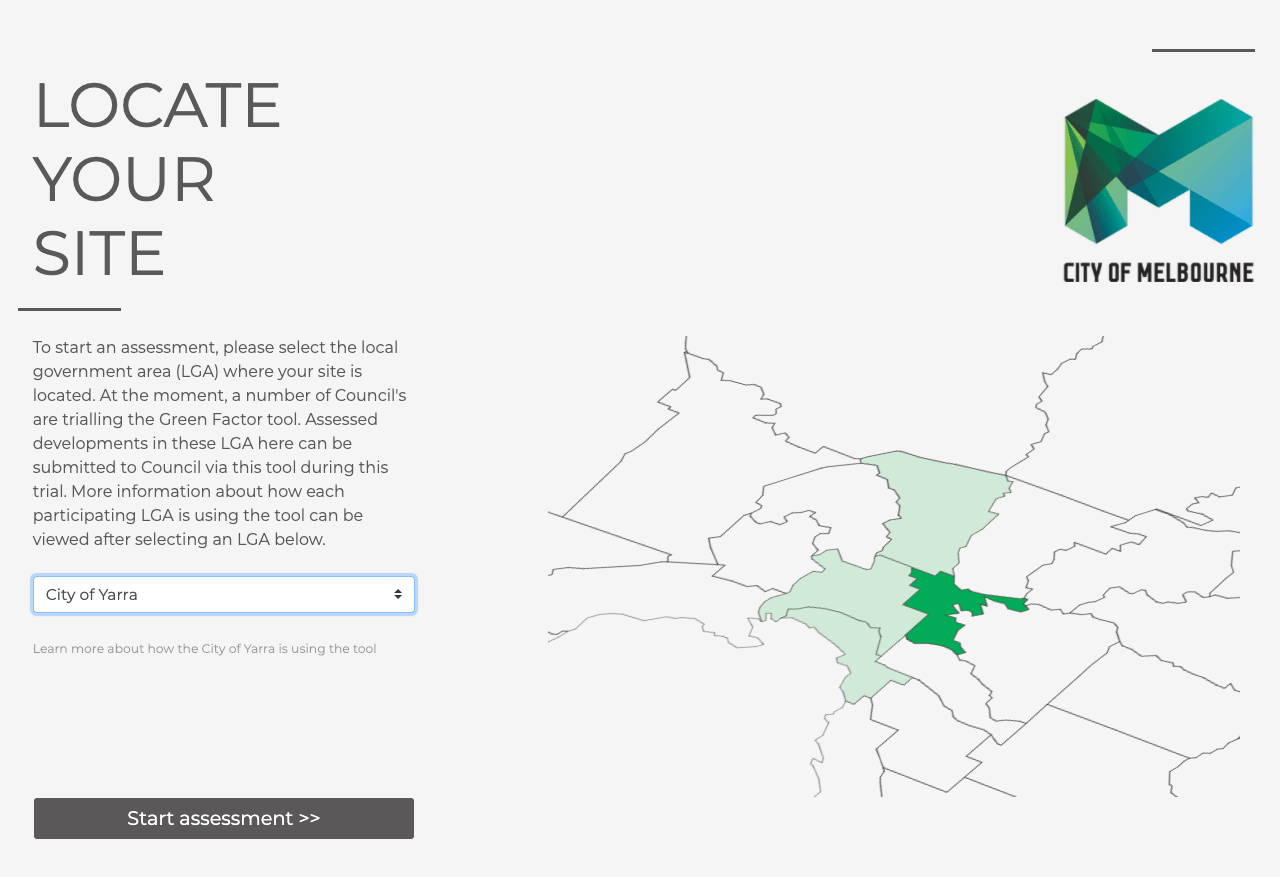 LOCATE
YOUR
SITE
CITY OF MELBOURNE
To start an assessment, please select the local
government area (LGA) where your site is
located. At the moment, a number of Council's
are trialling the Green Factor tool. Assessed
developments in these LGA here can be
submitted to Council via this tool during this
trial. More information about how each
participating LGA is using the tool can be
viewed after selecting an LGA below.
City of Yarra
Learn more about how the City of Yarra is using the tool
Start assessment >>